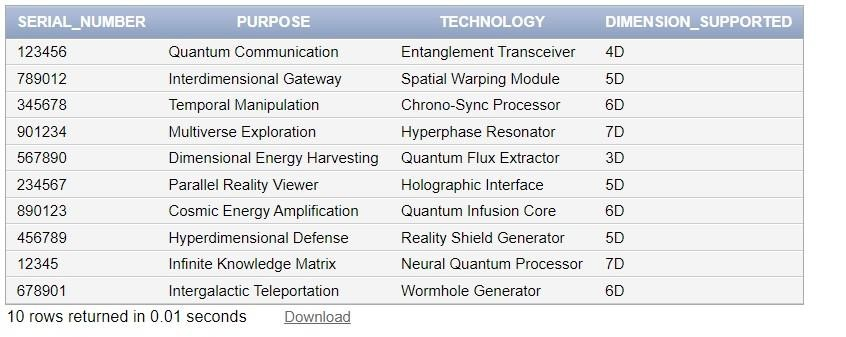 SERIAL_NUMBER PURPOSE TECHNOLOGY DIMENSION_SUPPORTED
123456 Quantum Communication Entanglement Transceiver 4D
789012 Interdimensional Gateway Spatial Warping Module 5D
345678 Temporal Manipulation Chrono-Sync Processor 6D
901234 Multiverse Exploration Hyperphase Resonator 7D
567890 Dimensional Energy Harvesting Quantum Flux Extractor 3D
234567 Parallel Reality Viewer Holographic Interface 5D
890123 Cosmic Energy Amplification Quantum Infusion Core 6D
456789 Hyperdimensional Defense Reality Shield Generator 5D
12345 Infinite Knowledge Matrix Neural Quantum Processor 7D
678901 Intergalactic Teleportation Wormhole Generator 6D
10 rows returned in 0.01 seconds Download